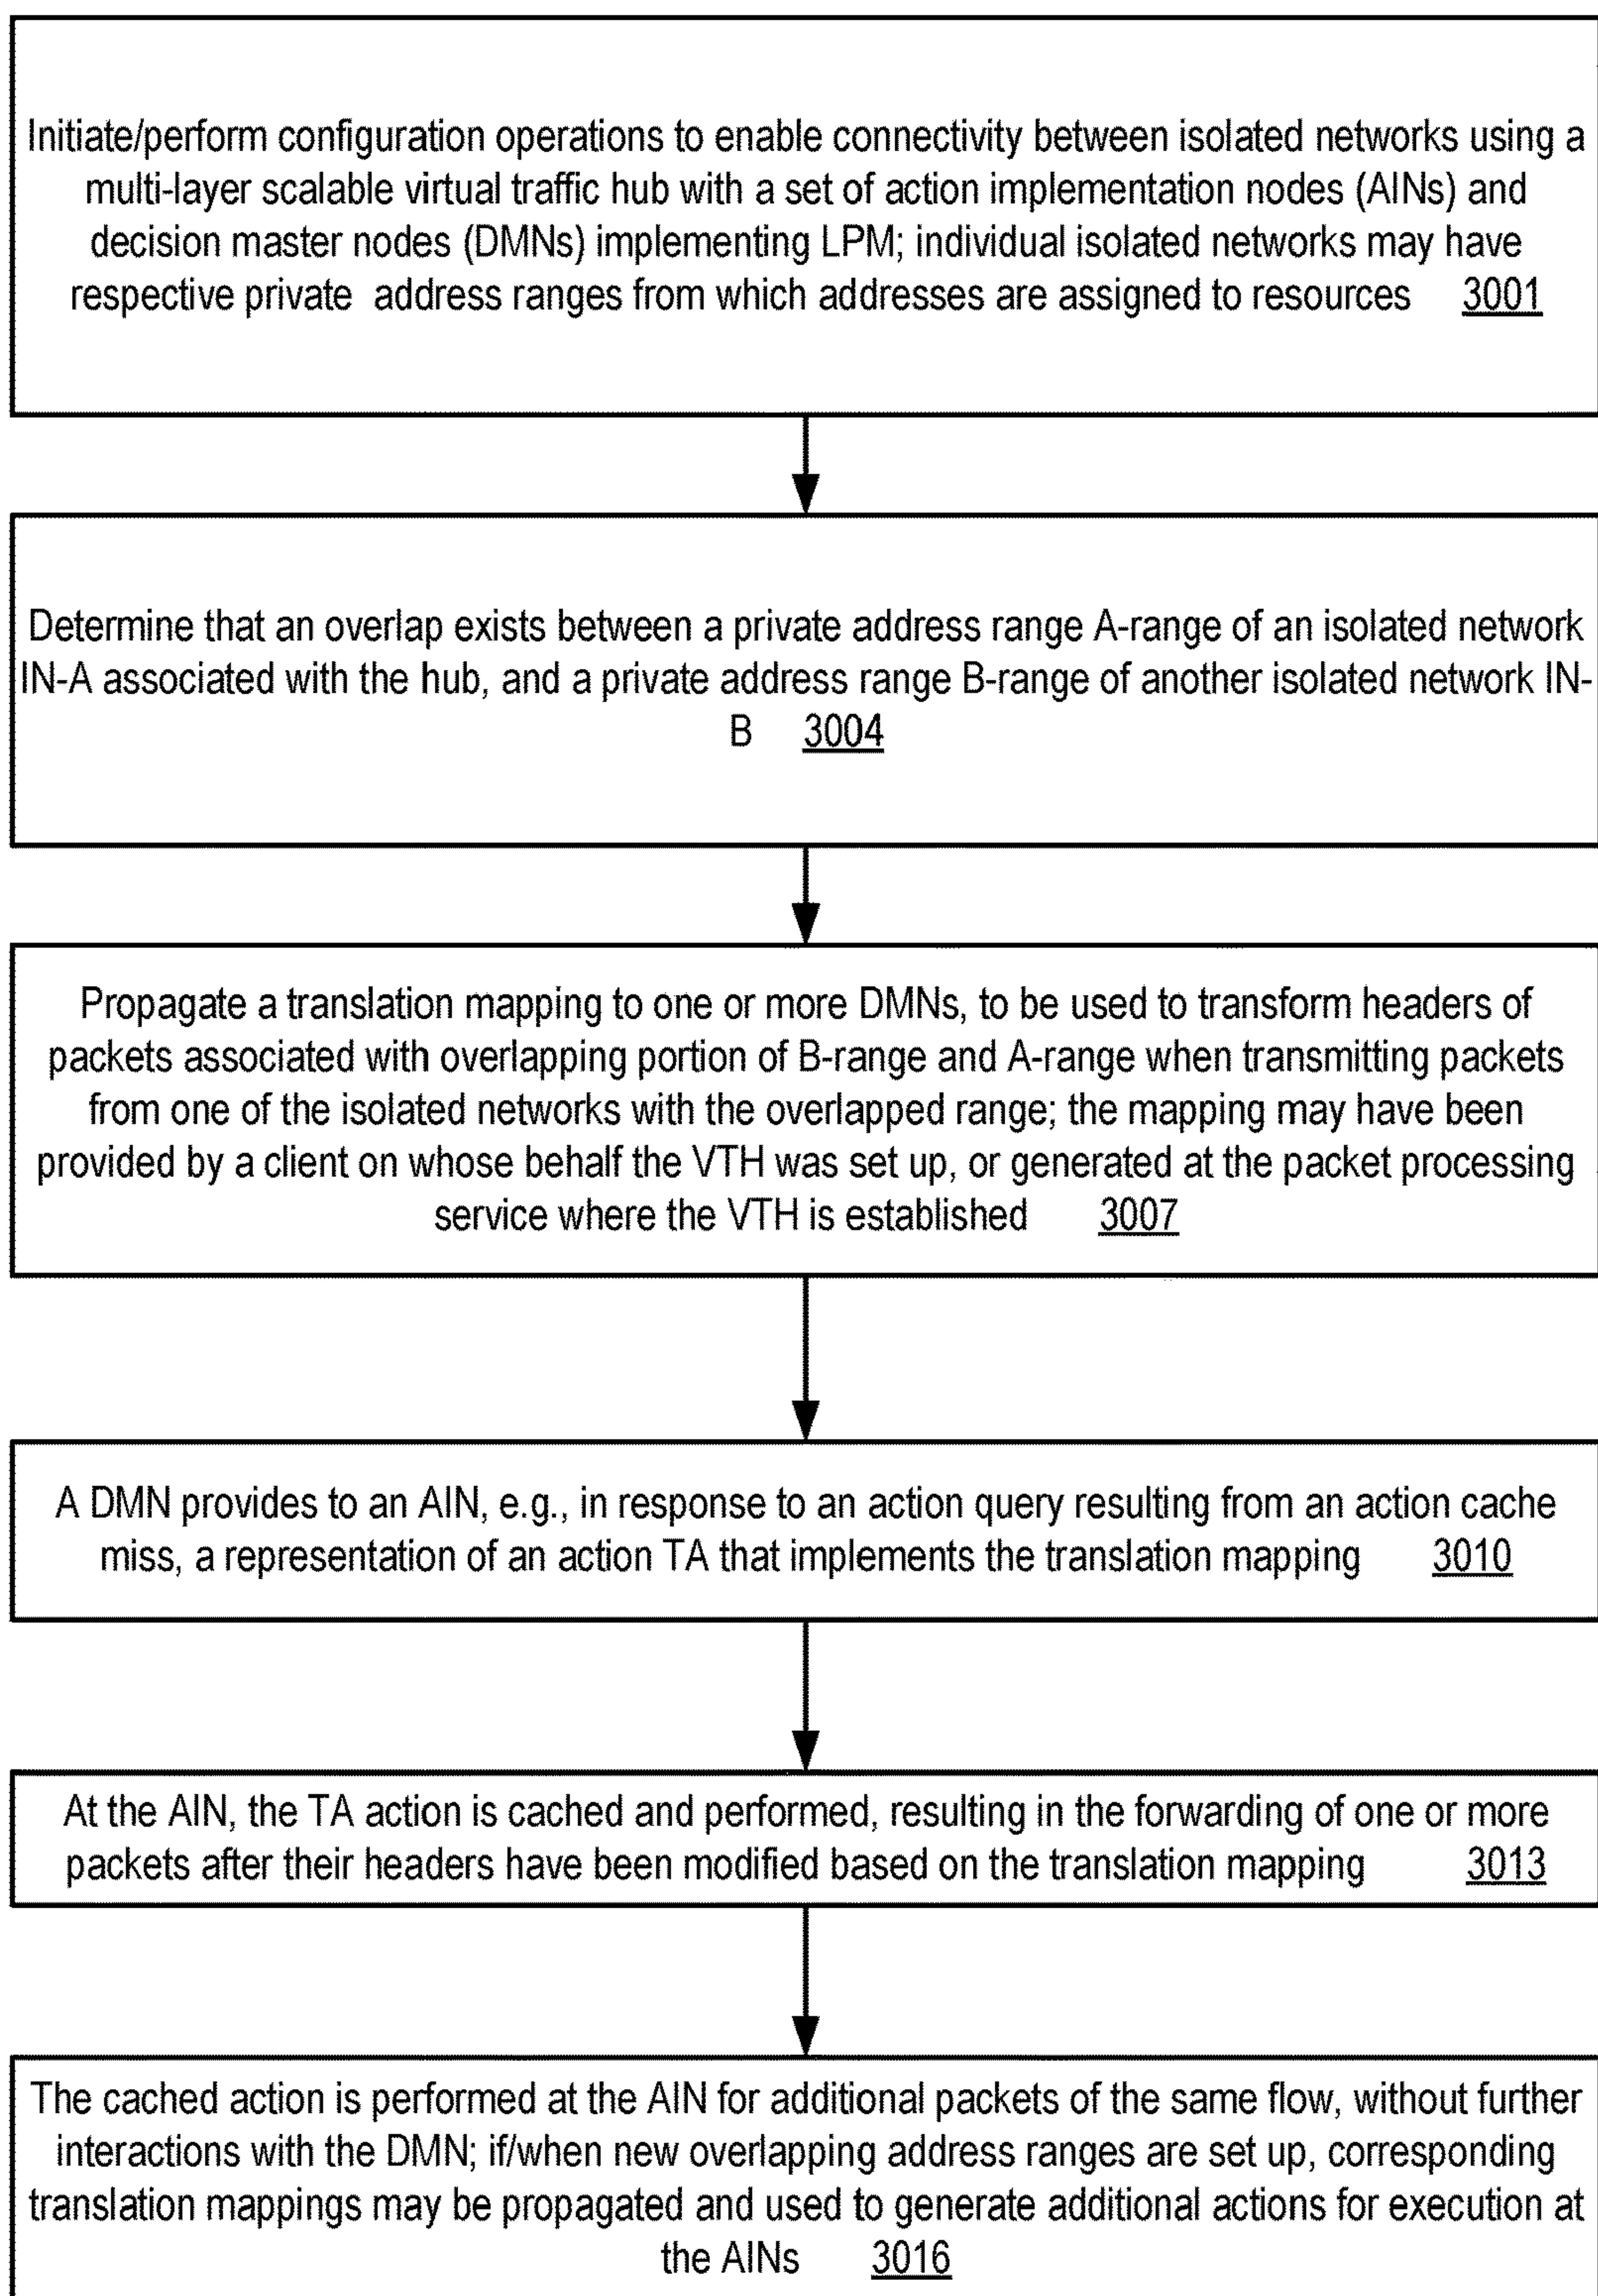 Initiate/perform configuration operations to enable connectivity between isolated networks using a
multi-layer scalable virtual traffic hub with a set of action implementation nodes (AINs) and
decision master nodes (DMNs) implementing LPM; individual isolated networks may have
respective private address ranges from which addresses are assigned to resources 3001
Determine that an overlap exists between a private address range A-range of an isolated network
IN-A associated with the hub, and a private address range B-range of another isolated network IN-
B 3004
Propagate a translation mapping to one or more DMNs, to be used to transform headers of
packets associated with overlapping portion of B-range and A-range when transmitting packets
from one of the isolated networks with the overlapped range; the mapping may have been
provided by a client on whose behalf the VTH was set up, or generated at the packet processing
service where the VTH is established 3007
A DMN provides to an AIN, e.g., in response to an action query resulting from an action cache
miss, a representation of an action TA that implements the translation mapping 3010
At the AIN, the TA action is cached and performed, resulting in the forwarding of one or more
packets after their headers have been modified based on the translation mapping 3013
The cached action is performed at the AIN for additional packets of the same flow, without further
interactions with the DMN; if/when new overlapping address ranges are set up, corresponding
translation mappings may be propagated and used to generate additional actions for execution at
the AINs 3016